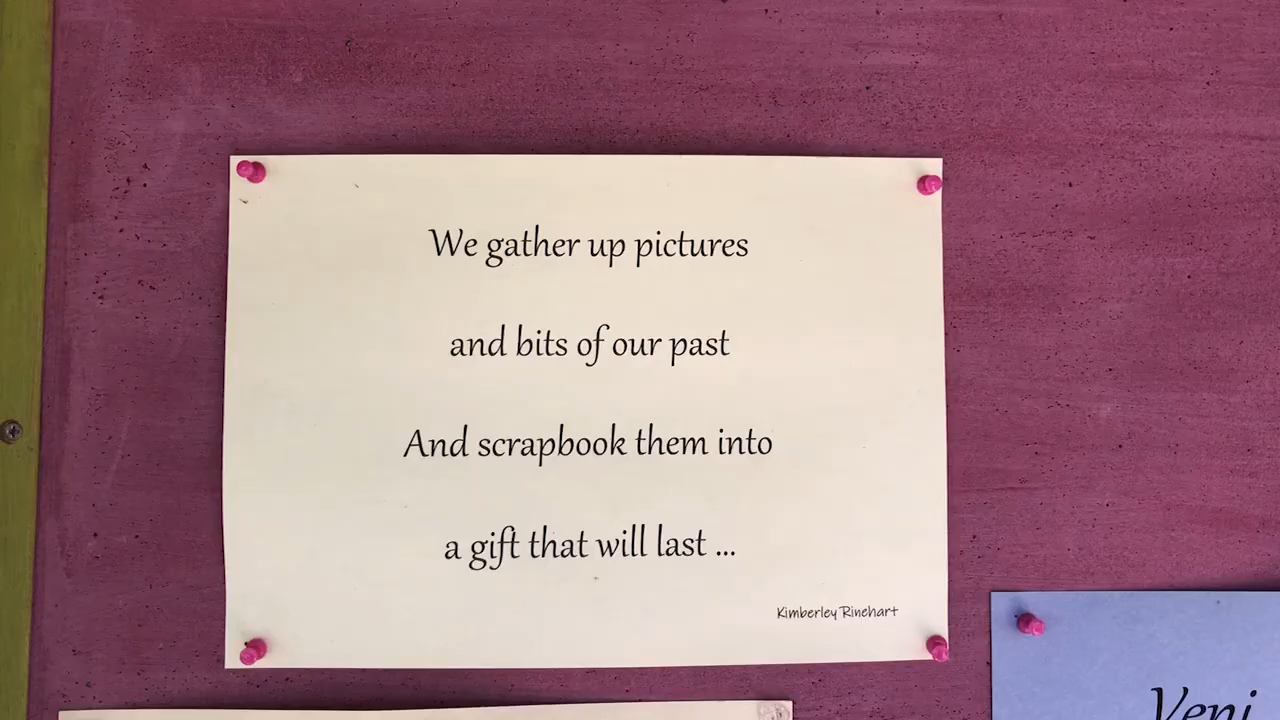 We gather up pictures
and bits of our past
And scrapbook them into
a gift that will last ...
Kimberley Rinehart
Veni